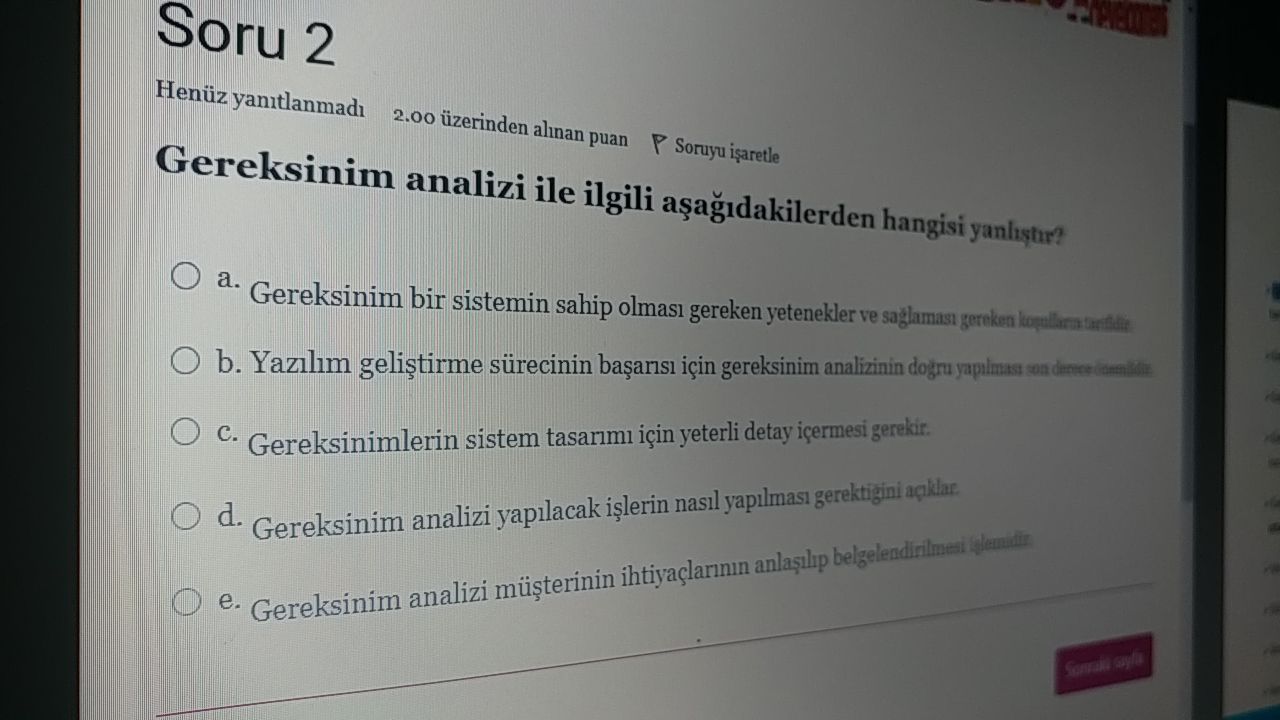 Soru 2
Henüz yanıtlanmadı 2.00 üzerinden alınan puan Soruyu işaretle
Gereksinim analizi ile ilgili aşağıdakilerden hangisi yanlıştır?
a. Gereksinim bir sistemin sahip olması gereken yetenekler ve sağlaması gereken koşulların tarifidir.
b. Yazılım geliştirme sürecinin başarısı için gereksinim analizinin doğru yapılması son derece önemlidir.
c. Gereksinimlerin sistem tasarımı için yeterli detay içermesi gerekir.
d. Gereksinim analizi yapılacak işlerin nasıl yapılması gerektiğini açıklar.
e. Gereksinim analizi müşterinin ihtiyaçlarının anlaşılıp belgelendirilmesi işlemidir.
Sonraki sayfa